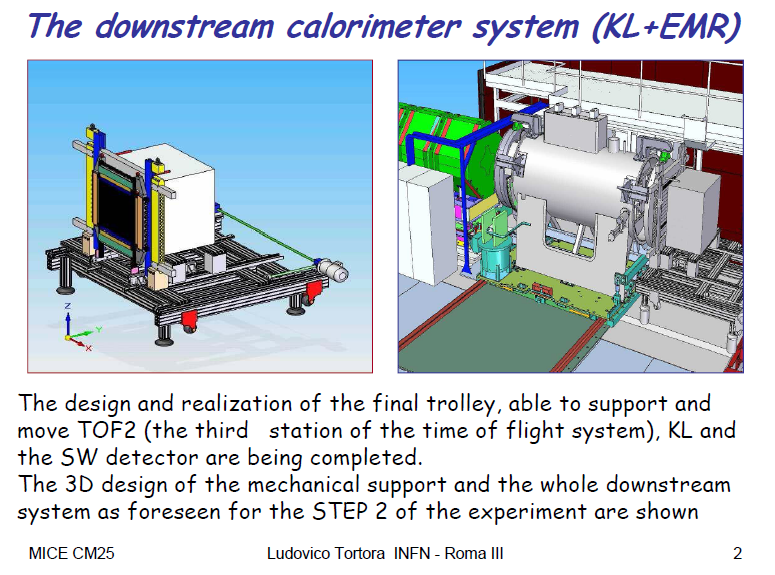 The downstream calorimeter system (KL+EMR)
Z
Y
X
The design and realization of the final trolley, able to support and
move TOF2 (the third station of the time of flight system), KL and
the SW detector are being completed.
The 3D design of the mechanical support and the whole downstream
system as foreseen for the STEP 2 of the experiment are shown
MICE CM25 Ludovico Tortora INFN - Roma III 2